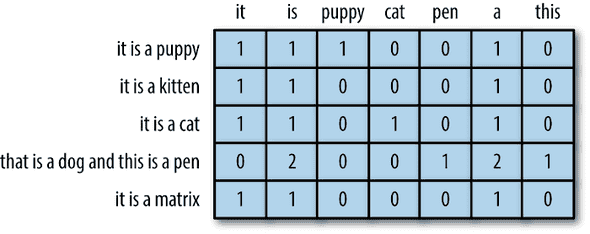 it is puppy cat pen a this
it is a puppy 1 1 1 0 0 1 0
it is a kitten 1 1 0 0 0 1 0
it is a cat 1 1 0 1 0 1 0
that is a dog and this is a pen 0 2 0 0 1 2 1
it is a matrix 1 1 0 0 0 1 0